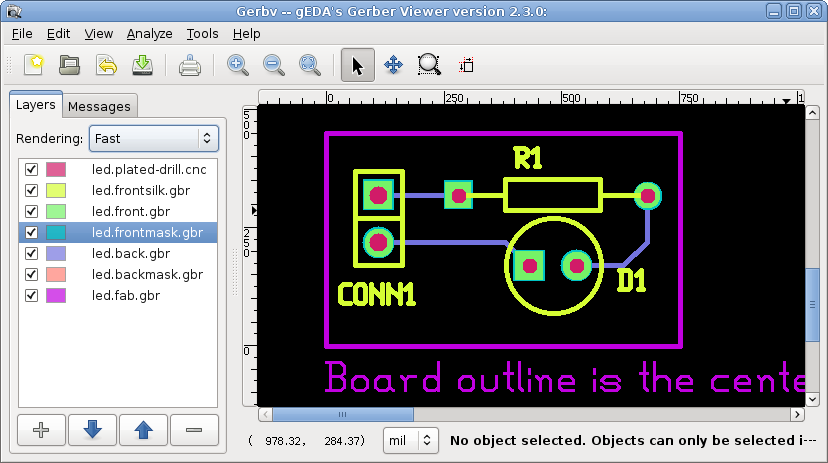 Gerbv -- gEDA's Gerber Viewer version 2.3.0:
File Edit View Analyze Tools Help
Layers Messages
Rendering: Fast
led.plated-drill.cnc
led.frontsilk.gbr
led.front.gbr
led.frontmask.gbr
led.back.gbr
led.backmask.gbr
led.fab.gbr
0 250 500 750 1
5 0
250
0
R1
CONN1
D1
Board outline is the cente
( 978.32, 284.37) mil No object selected. Objects can only be selected i---